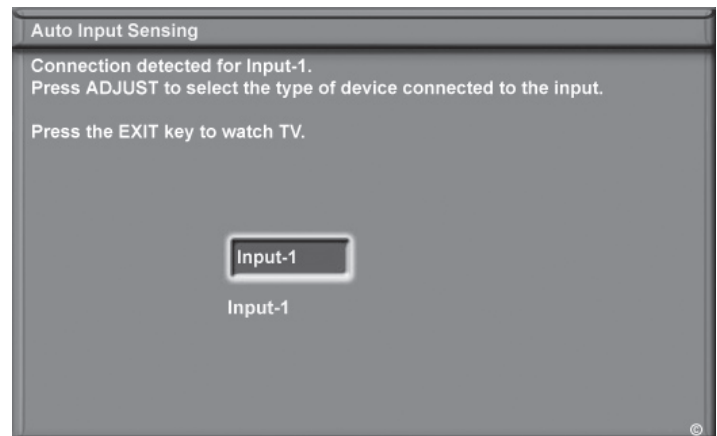 Auto Input Sensing
Connection detected for Input-1.
Press ADJUST to select the type of device connected to the input.
Press the EXIT key to watch TV.
Input-1
Input-1
©